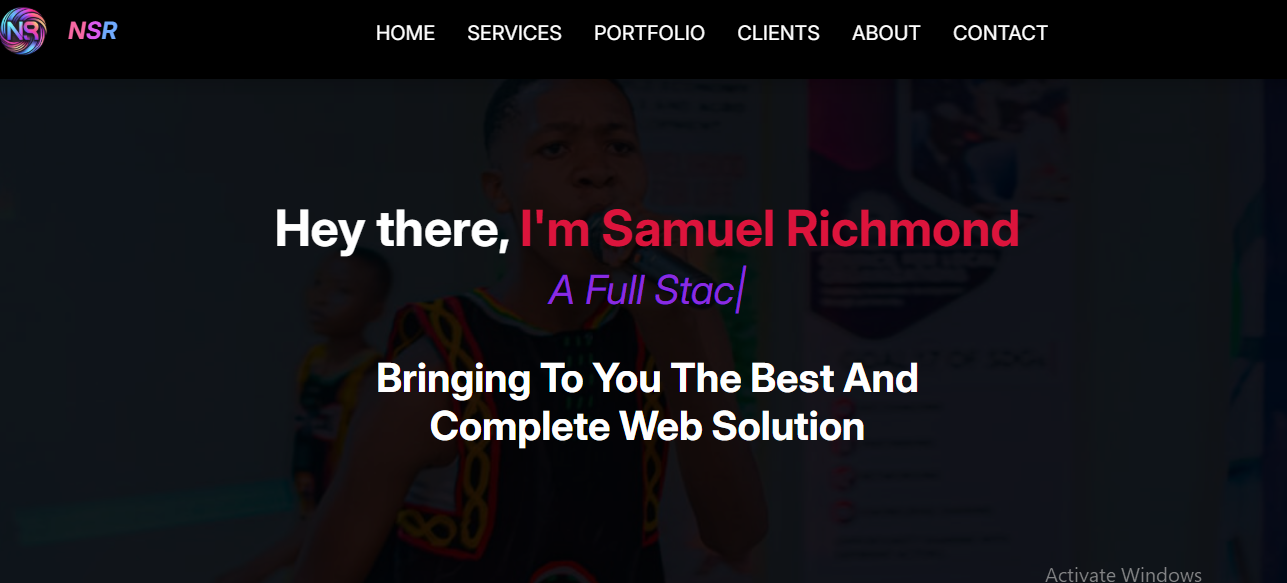 NS NSR HOME SERVICES PORTFOLIO CLIENTS ABOUT CONTACT
Hey there, I'm Samuel Richmond
A Full Stac|
Bringing To You The Best And
Complete Web Solution
Activate Windows